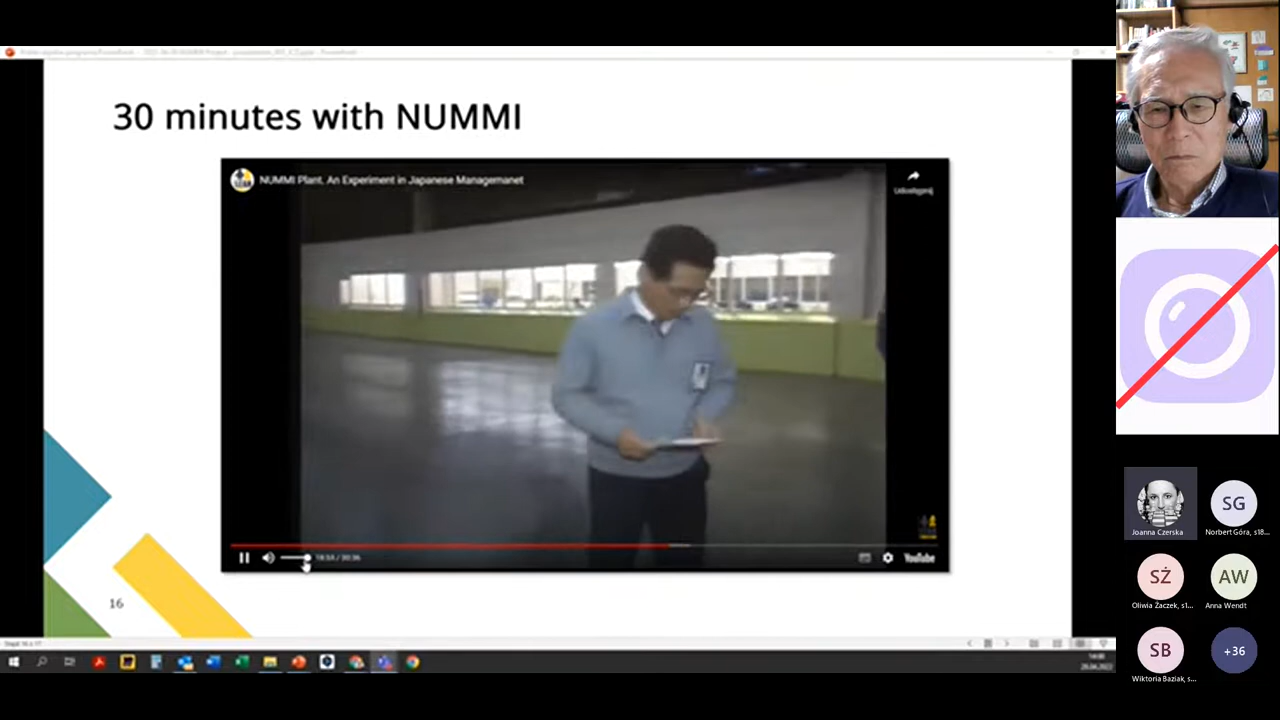 30 minutes with NUMMI
NUMMI Plant. An Experiment in Japanese Managemanet
Udostępnij
YouTube
16
Joanna Czerska
SG
Norbert Góra, s18...
SŻ
Oliwia Żaczek, s1...
AW
Anna Wendt
SB
Wiktoria Baziak, s...
+36